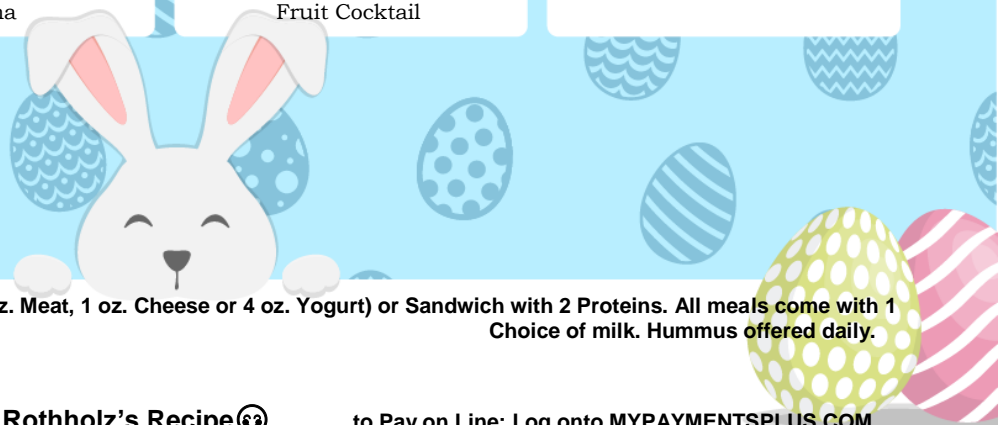 na
Fruit Cocktail
z. Meat, 1 oz. Cheese or 4 oz. Yogurt) or Sandwich with 2 Proteins. All meals come with 1
Choice of milk. Hummus offered daily.
Rothholz’s Recipe
to Pay on Line: Log onto MYPAYMENTSPLUS.COM